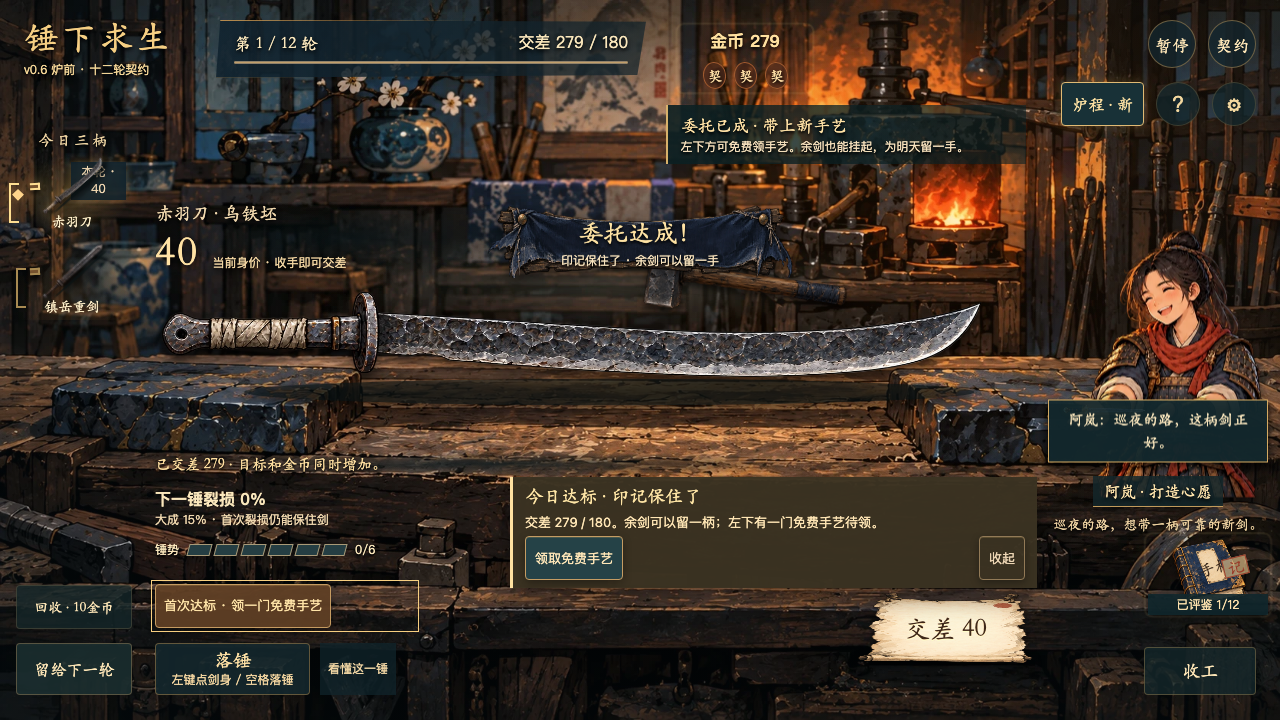 锤下求生
v0.6 炉前 · 十二轮契约
第 1 / 12 轮
交差 279 / 180
金币 279
契 契 契
暂停
契约
炉程 · 新
?
委托已成 · 带上新手艺
左下方可免费领手艺。余剑也能挂起，为明天留一手。
今日三柄
40
赤羽刀
镇岳重剑
赤羽刀 · 乌铁坯
40 当前身价 · 收手即可交差
委托达成！
印记保住了 · 余剑可以留一手
阿岚：巡夜的路，这柄剑正
好。
阿岚 · 打造心愿
巡夜的路，想带一柄可靠的新剑。
已交差 279 · 目标和金币同时增加。
下一锤裂损 0%
大成 15% · 首次裂损仍能保住剑
锤势 0/6
今日达标 · 印记保住了
交差 279 / 180。余剑可以留一柄；左下有一门免费手艺待领。
领取免费手艺
收起
回收 · 10金币
首次达标 · 领一门免费手艺
留给下一轮
落锤
左键点剑身 / 空格落锤
看懂这一锤
交差 40
记
已评鉴 1/12
收工